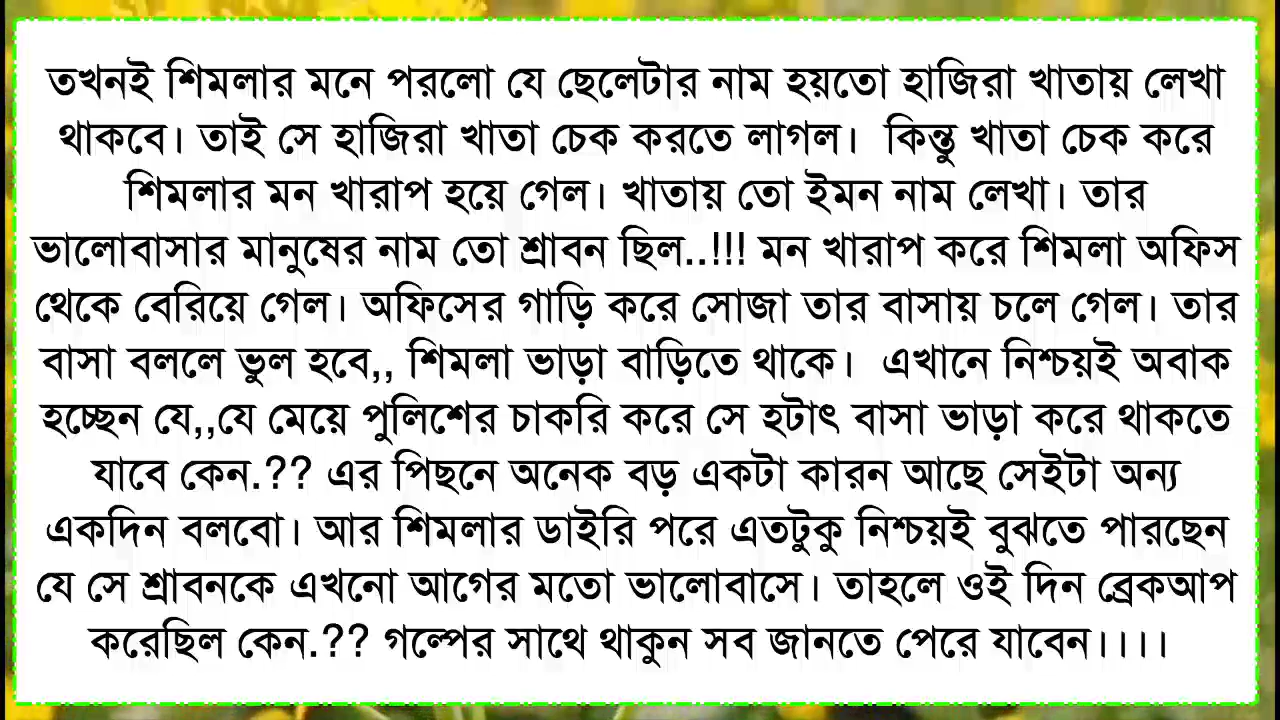 তখনই শিমলার মনে পরলো যে ছেলেটার নাম হয়তো হাজিরা খাতায় লেখা
থাকবে। তাই সে হাজিরা খাতা চেক করতে লাগল। কিন্তু খাতা চেক করে
শিমলার মন খারাপ হয়ে গেল। খাতায় তো ইমন নাম লেখা। তার
ভালোবাসার মানুষের নাম তো শ্রাবন ছিল..!!! মন খারাপ করে শিমলা অফিস
থেকে বেরিয়ে গেল। অফিসের গাড়ি করে সোজা তার বাসায় চলে গেল। তার
বাসা বললে ভুল হবে,, শিমলা ভাড়া বাড়িতে থাকে। এখানে নিশ্চয়ই অবাক
হচ্ছেন যে,,যে মেয়ে পুলিশের চাকরি করে সে হটাৎ বাসা ভাড়া করে থাকতে
যাবে কেন.?? এর পিছনে অনেক বড় একটা কারন আছে সেইটা অন্য
একদিন বলবো। আর শিমলার ডাইরি পরে এতটুকু নিশ্চয়ই বুঝতে পারছেন
যে সে শ্রাবনকে এখনো আগের মতো ভালোবাসে। তাহলে ওই দিন ব্রেকআপ
করেছিল কেন.?? গল্পের সাথে থাকুন সব জানতে পেরে যাবেন।।।।